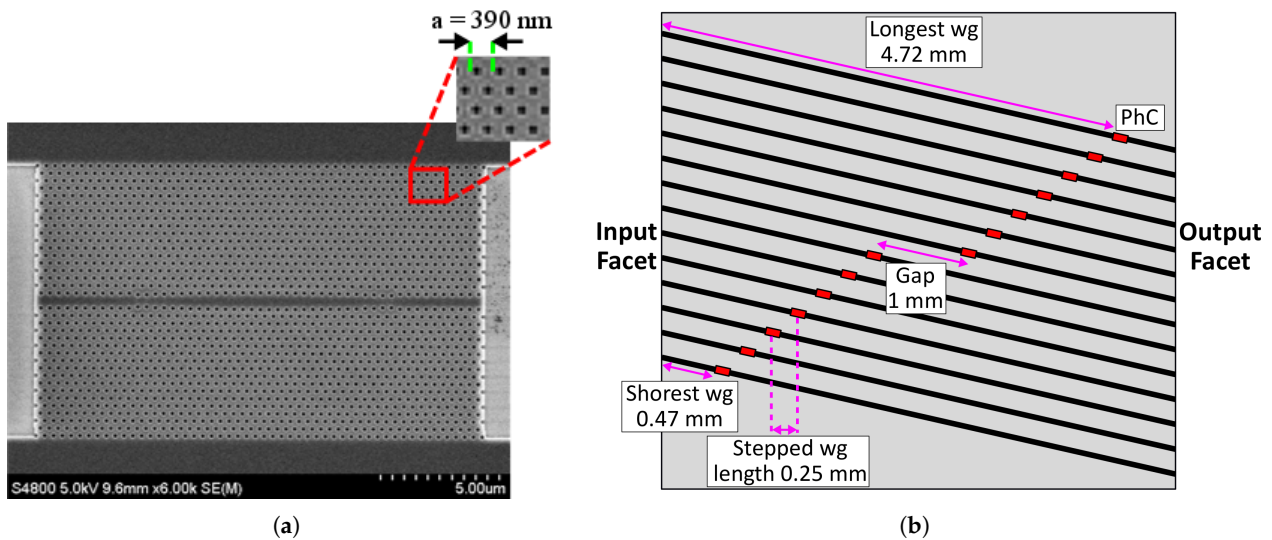 a = 390 nm
S4800 5.0kV 9.6mm x6.00k SE(M)
5.00um
(a)
Longest wg
4.72 mm
PhC
Input
Facet
Output
Facet
Gap
1 mm
Shorest wg
0.47 mm
Stepped wg
length 0.25 mm
(b)